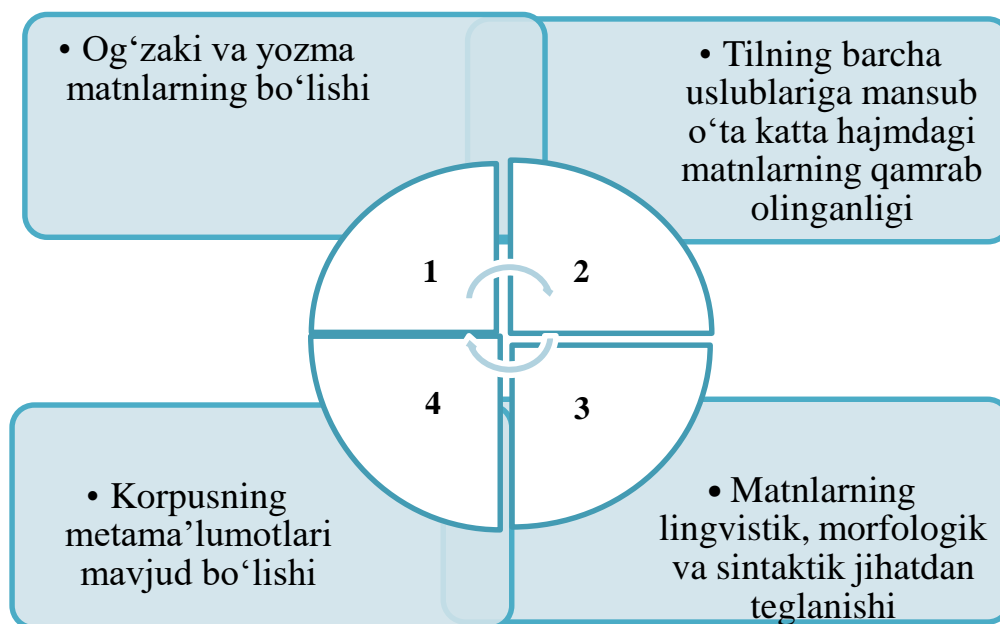 • Og‘zaki va yozma
matnlarning bo‘lishi
• Tilning barcha
uslublariga mansub
o‘ta katta hajmdagi
matnlarning qamrab
olinganligi
1
2
4
3
• Korpusning
metama’lumotlari
mavjud bo‘lishi
• Matnlarning
lingvistik, morfologik
va sintaktik jihatdan
teglanishi